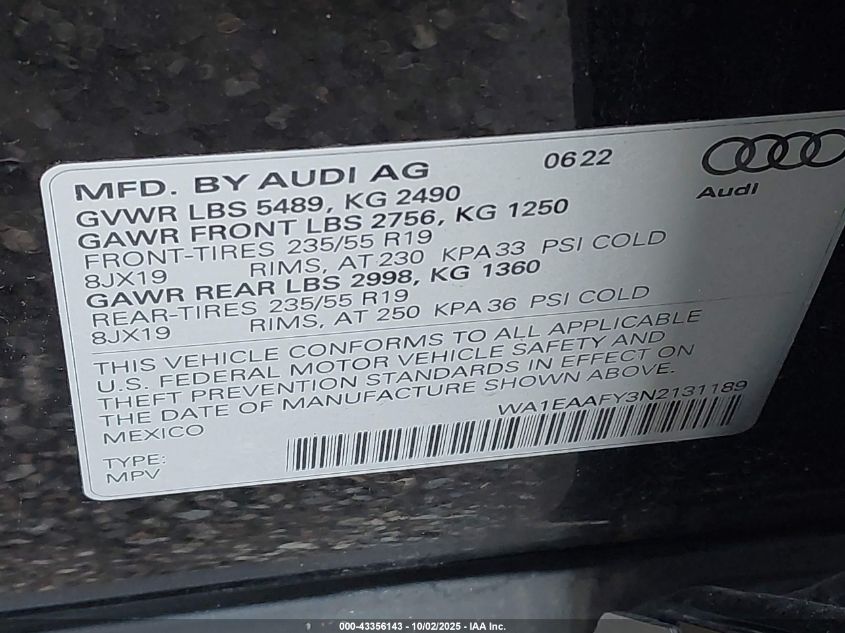 MFD. BY AUDI AG 0622
Audi
GVWR LBS 5489, KG 2490
GAWR FRONT LBS 2756, KG 1250
FRONT-TIRES 235/55 R19
8JX19 RIMS, AT 230 KPA33 PSI COLD
GAWR REAR LBS 2998, KG 1360
REAR-TIRES 235/55 R19
8JX19 RIMS, AT 250 KPA 36 PSI COLD
THIS VEHICLE CONFORMS TO ALL APPLICABLE
U.S. FEDERAL MOTOR VEHICLE SAFETY AND
THEFT PREVENTION STANDARDS IN EFFECT ON
THE DATE OF MANUFACTURE SHOWN ABOVE.
MEXICO WA1EAAFY3N2131189
TYPE:
MPV
000-43356143 - 10/02/2025 - IAA Inc.